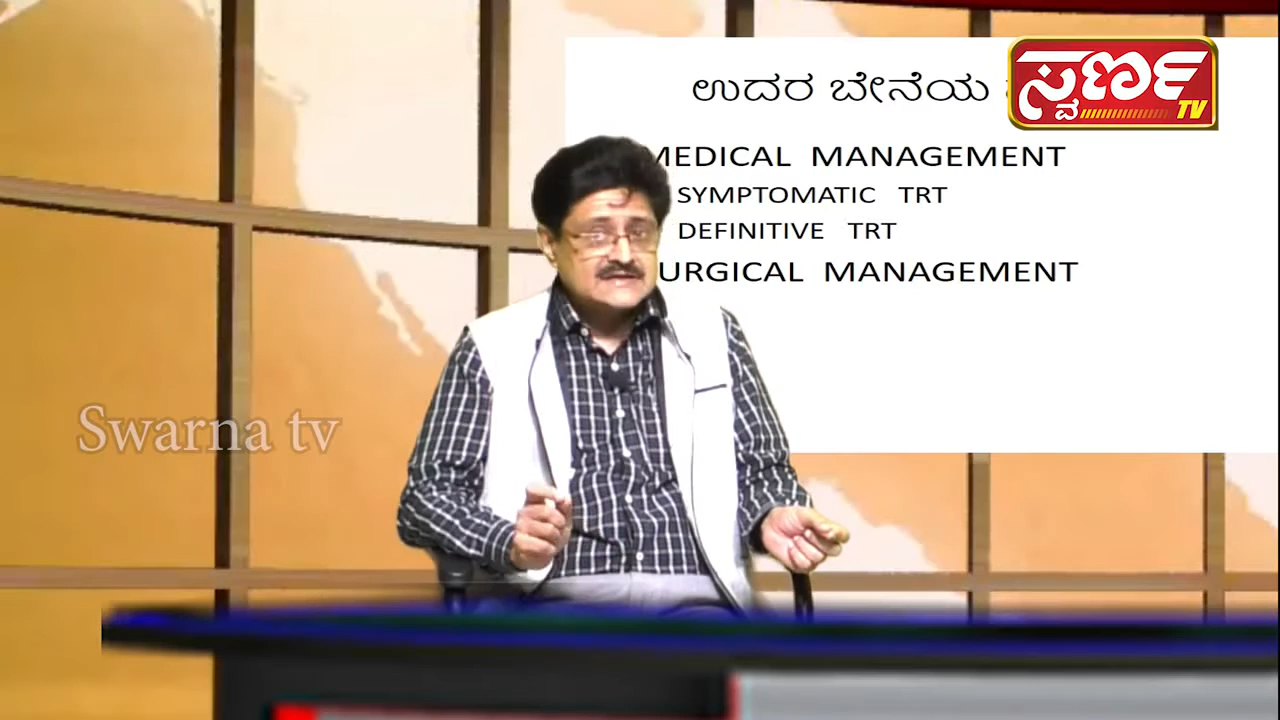 ಉದರ ಬೇನೆಯ
ಸ್ವರ್ಣ
TV
MEDICAL MANAGEMENT
SYMPTOMATIC TRT
DEFINITIVE TRT
URGICAL MANAGEMENT
Swarna tv